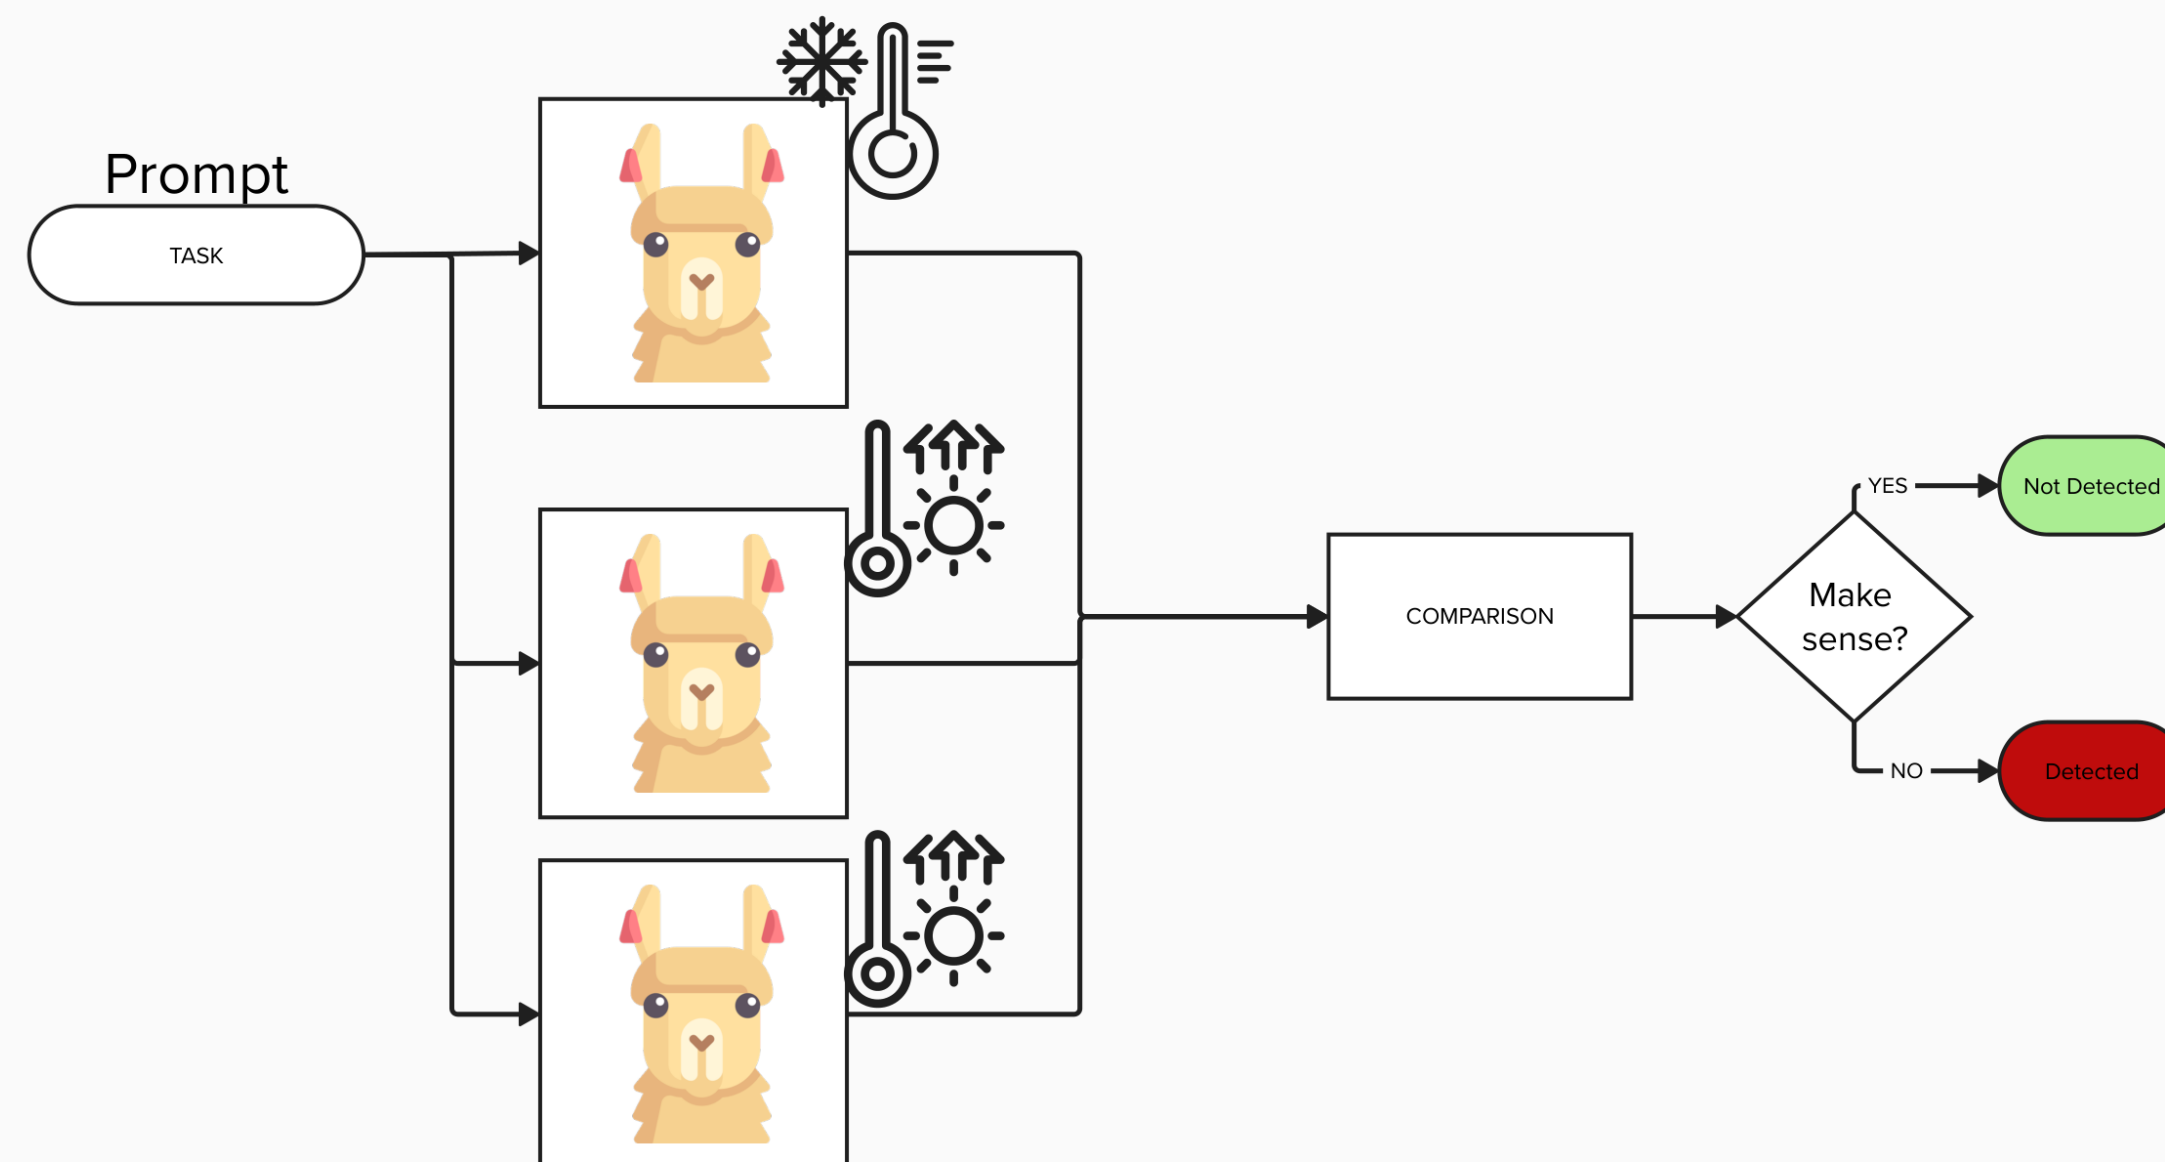 Prompt
TASK
COMPARISON
Make
sense?
YES
Not Detected
NO
Detected